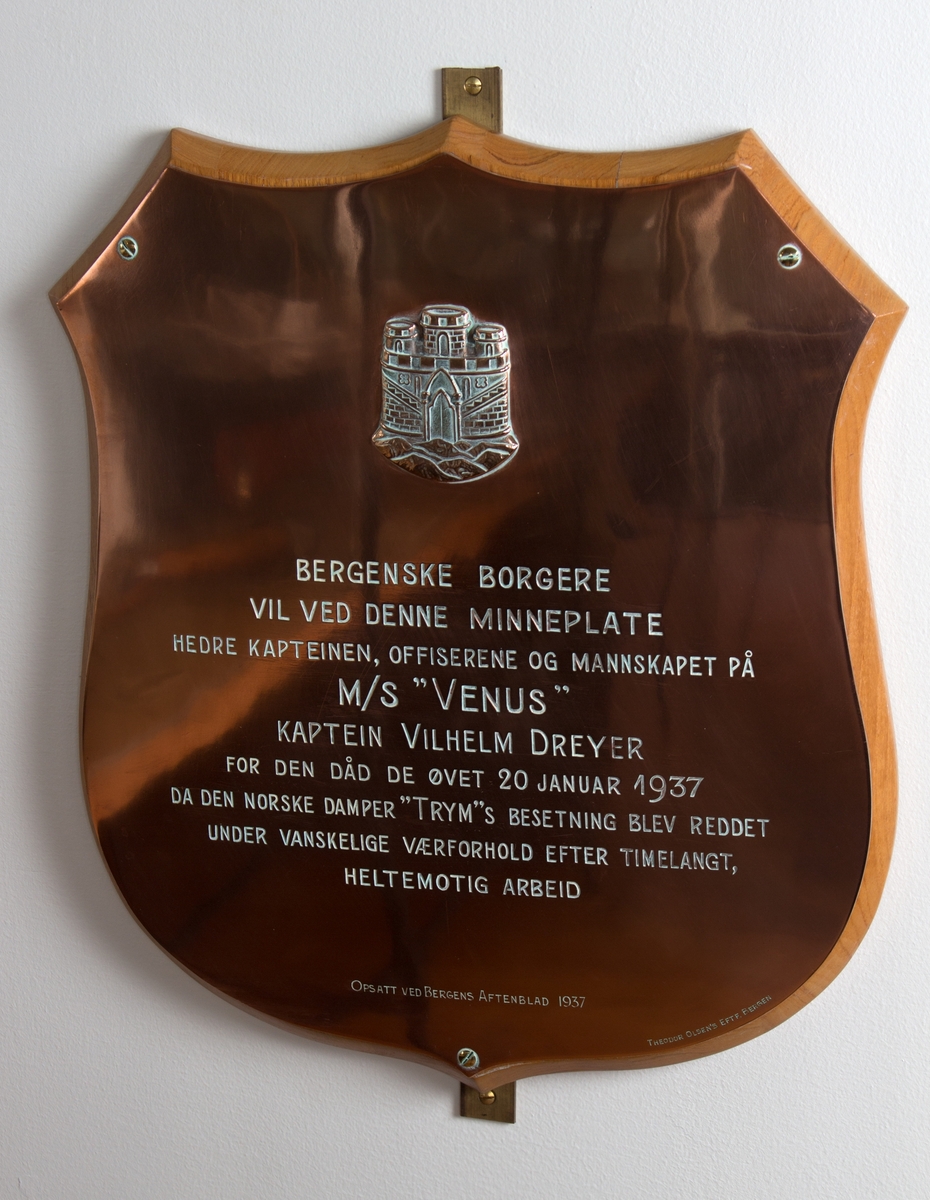 BERGENSKE BORGERE
VIL VED DENNE MINNEPLATE
HEDRE KAPTEINEN, OFFISERENE OG MANNSKAPET PÅ
M/S "VENUS"
KAPTEIN VILHELM DREYER
FOR DEN DÅD DE ØVET 20 JANUAR 1937
DA DEN NORSKE DAMPER "TRYM"S BESETNING BLEV REDDET
UNDER VANSKELIGE VÆRFORHOLD EFTER TIMELANGT,
HELTEMOTIG ARBEID
OPSATT VED BERGENS AFTENBLAD 1937
THEODOR OLSEN'S EFTF. BERGEN